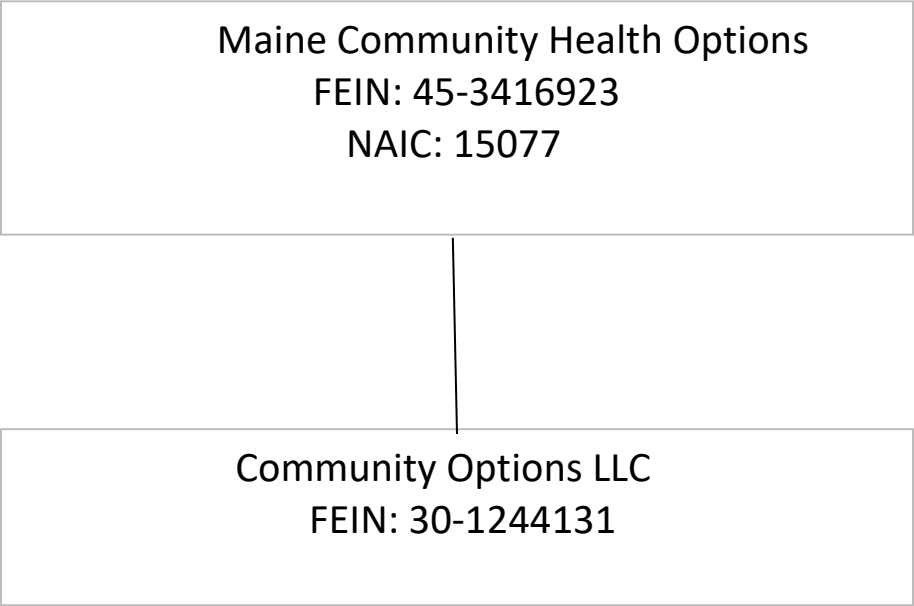 Maine Community Health Options
FEIN: 45-3416923
NAIC: 15077
Community Options LLC
FEIN: 30-1244131